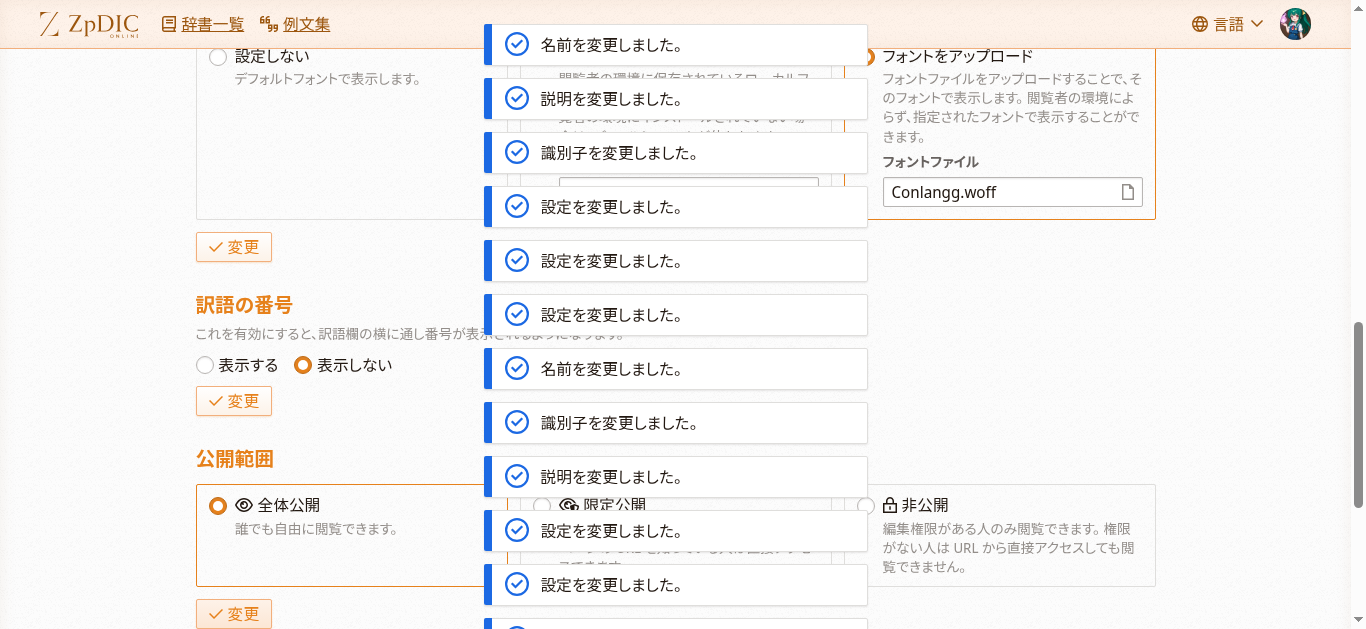 ZpDIC
ONLINE
辞書一覧
例文集
言語
設定しない
デフォルトフォントで表示します。
フォントをアップロード
フォントファイルをアップロードすることで、そ
のフォントで表示します。閲覧者の環境によ
らず、指定されたフォントで表示することがで
きます。
フォントファイル
Conlangg.woff
変更
訳語の番号
これを有効にすると、訳語欄の横に通し番号が表示されるようになります。
表示する
表示しない
変更
公開範囲
全体公開
誰でも自由に閲覧できます。
限定公開
非公開
編集権限がある人のみ閲覧できます。権限
がない人は URL から直接アクセスしても閲
覧できません。
変更
名前を変更しました。
説明を変更しました。
識別子を変更しました。
設定を変更しました。
設定を変更しました。
設定を変更しました。
名前を変更しました。
識別子を変更しました。
説明を変更しました。
設定を変更しました。
設定を変更しました。